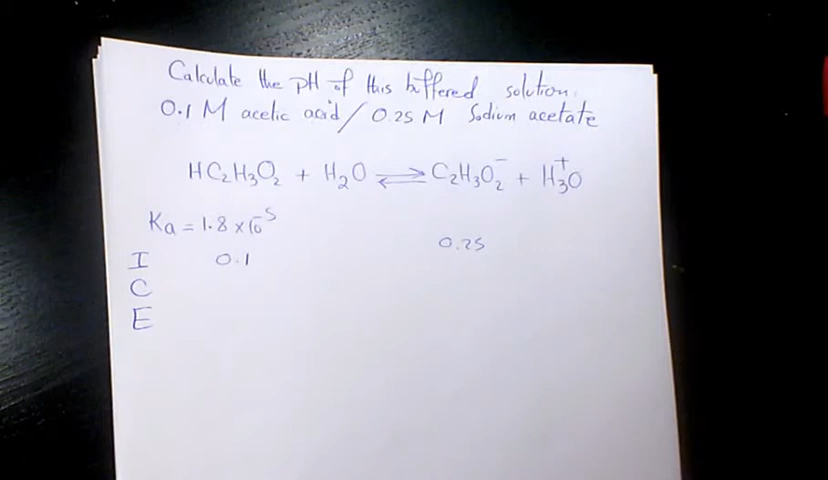 Calculate the pH of this buffered solution.
0.1 M acetic acid / 0.25 M Sodium acetate
HC₂H₃O₂ + H₂O ⇌ C₂H₃O₂⁻ + H₃⁺O
Ka = 1.8 × 10⁻⁵
I 0.1 0.25
C
E